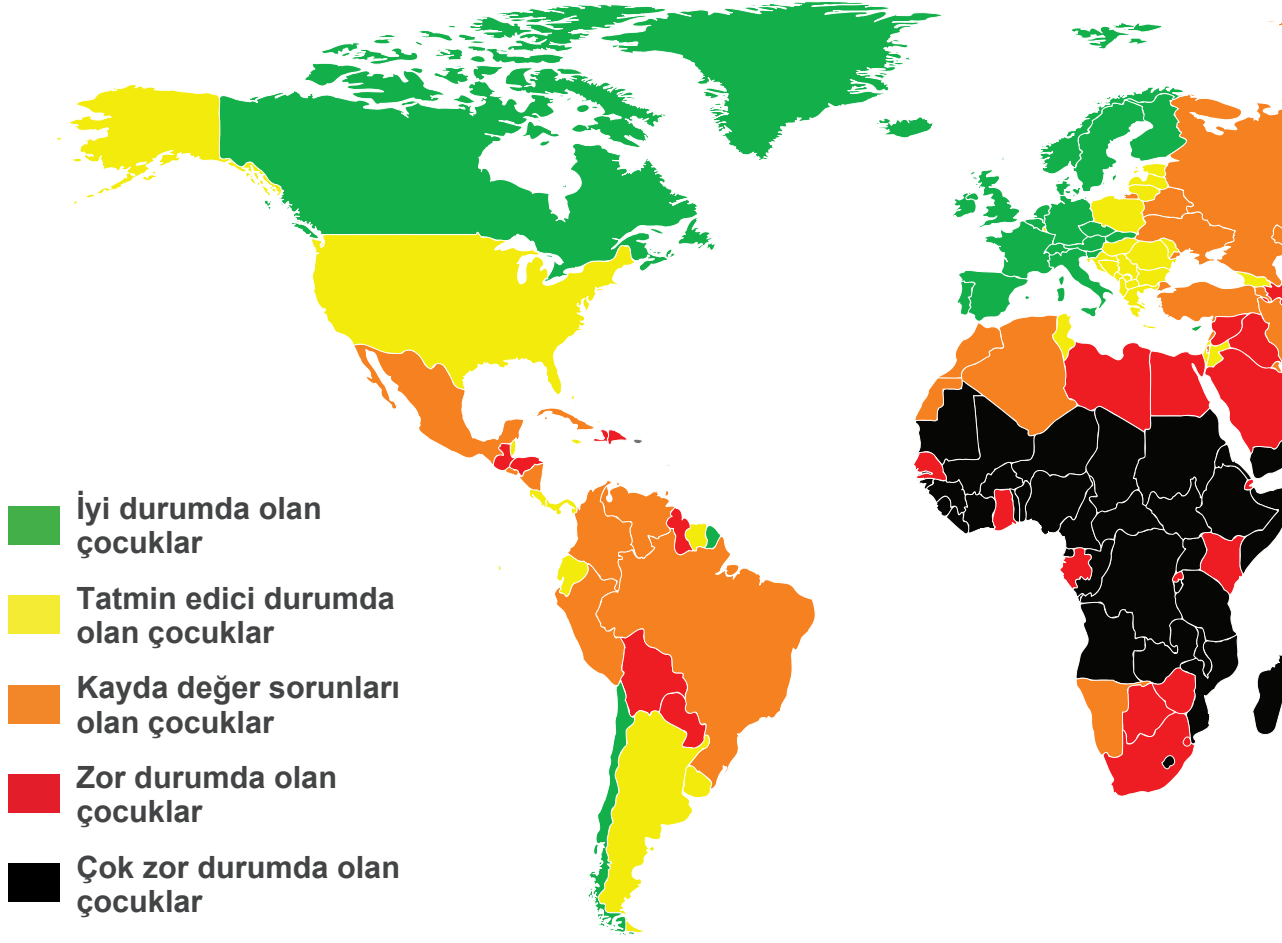 İyi durumda olan
çocuklar
Tatmin edici durumda
olan çocuklar
Kayda değer sorunları
olan çocuklar
Zor durumda olan
çocuklar
Çok zor durumda olan
çocuklar